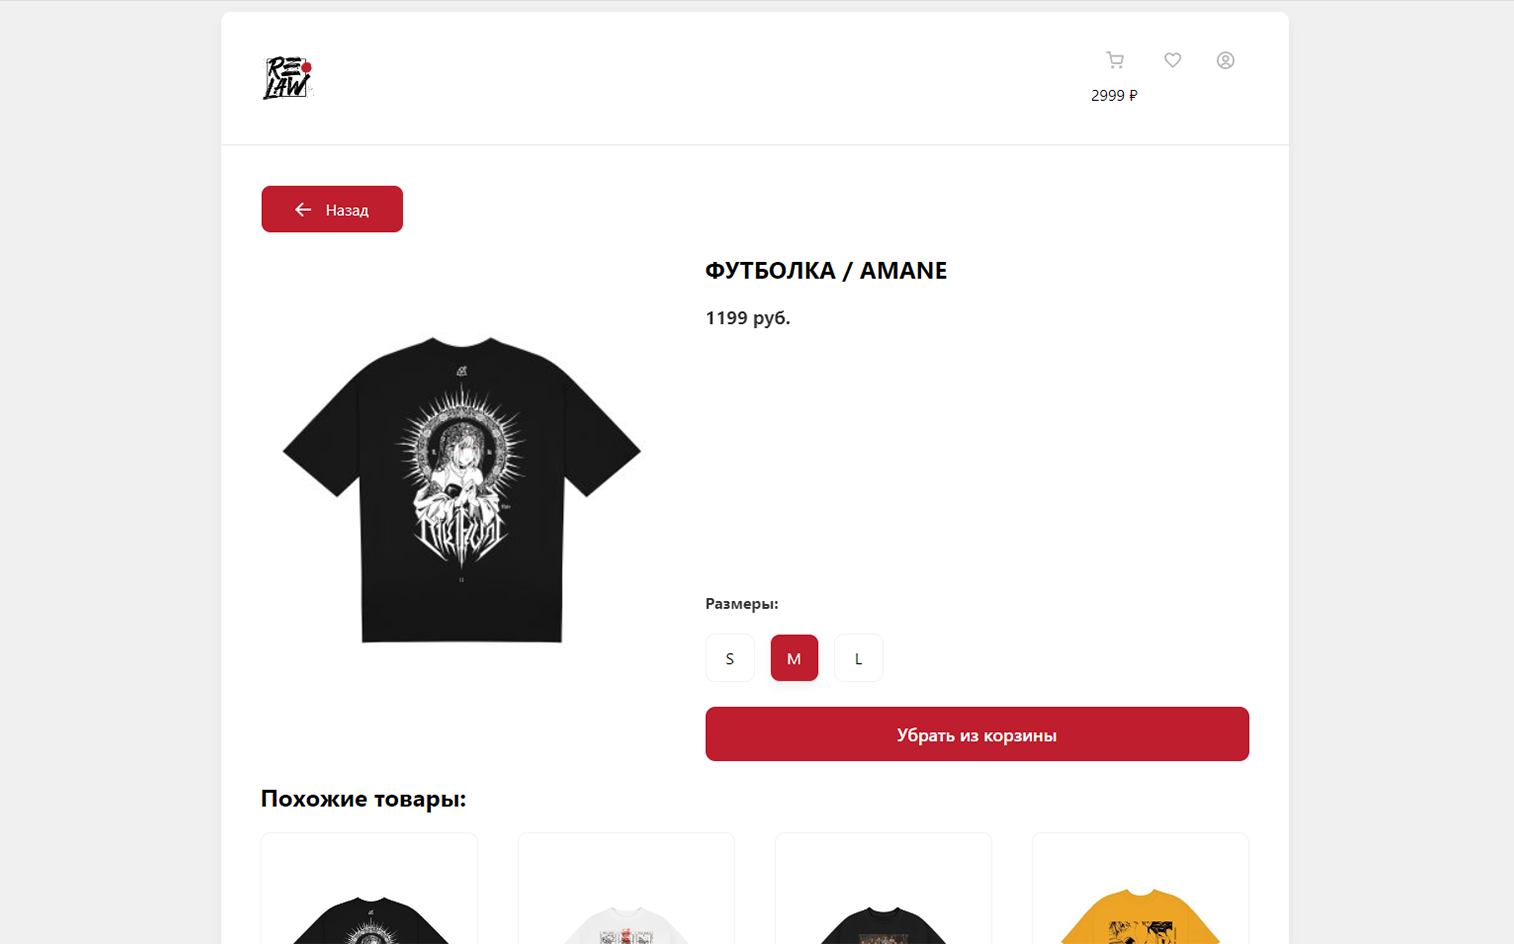 RE
LAW
2999 ₽
Назад
ФУТБОЛКА / AMANE
1199 руб.
Размеры:
S M L
Убрать из корзины
Похожие товары: